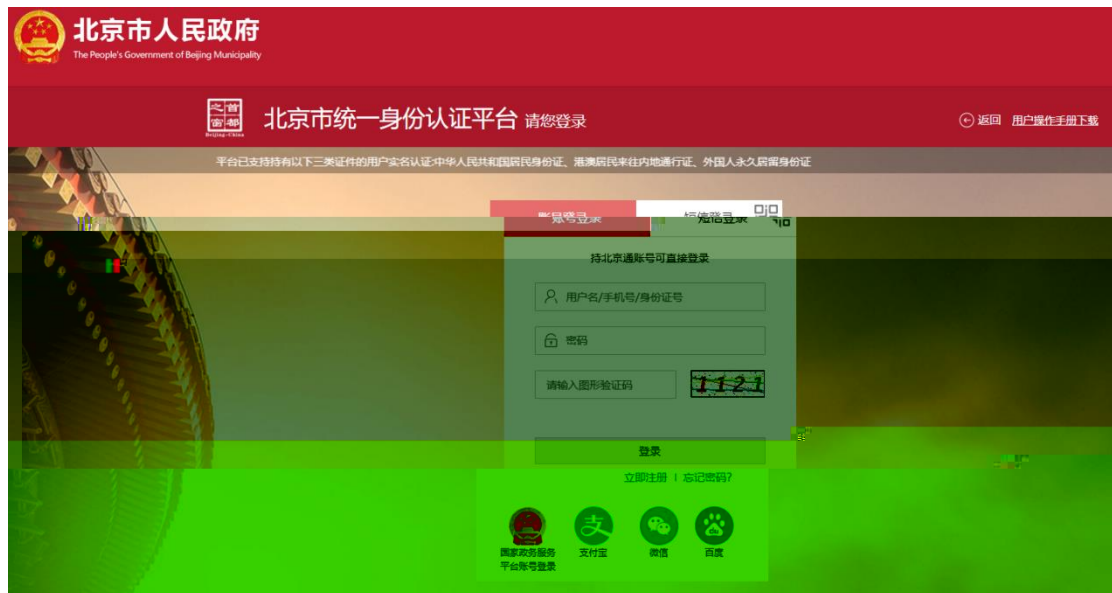 北京市人民政府
The People's Government of Beijing Municipality
首都之窗
Beijing-China
北京市统一身份认证平台 请您登录
返回 用户操作手册下载
平台已支持持有以下三类证件的用户实名认证:中华人民共和国居民身份证、港澳居民来往内地通行证、外国人永久居留身份证
账号登录 短信登录
持北京通账号可直接登录
用户名/手机号/身份证号
密码
请输入图形验证码 1121
登录
立即注册 | 忘记密码?
国家政务服务平台账号登录
支付宝
微信
百度